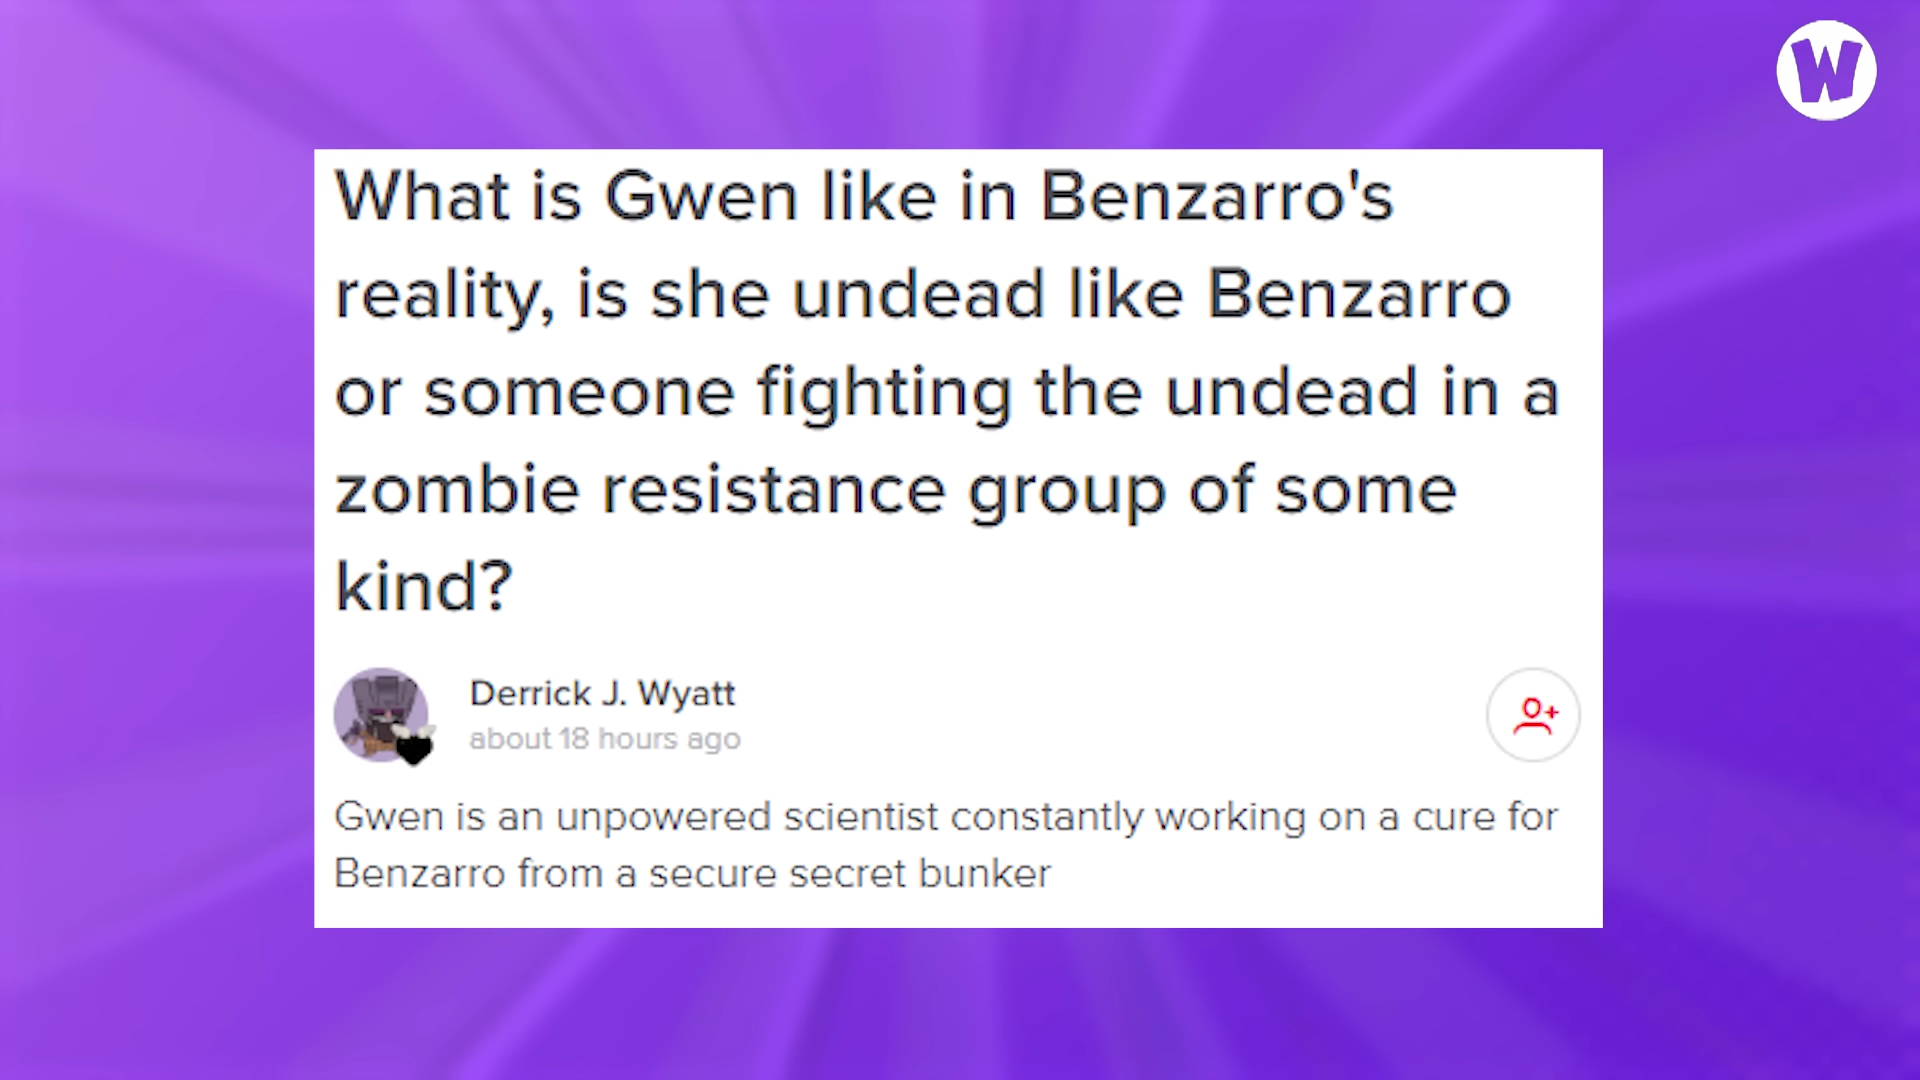 W
What is Gwen like in Benzarro's
reality, is she undead like Benzarro
or someone fighting the undead in a
zombie resistance group of some
kind?
Derrick J. Wyatt
about 18 hours ago
Gwen is an unpowered scientist constantly working on a cure for
Benzarro from a secure secret bunker